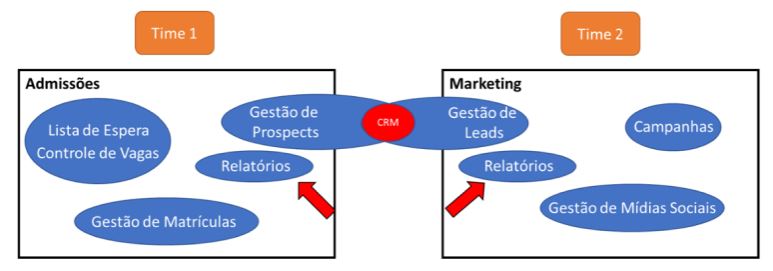 Time 1
Time 2
Admissões
Marketing
Lista de Espera
Controle de Vagas
Gestão de
Prospects
CRM
Gestão de
Leads
Campanhas
Relatórios
Relatórios
Gestão de Matrículas
Gestão de Mídias Sociais